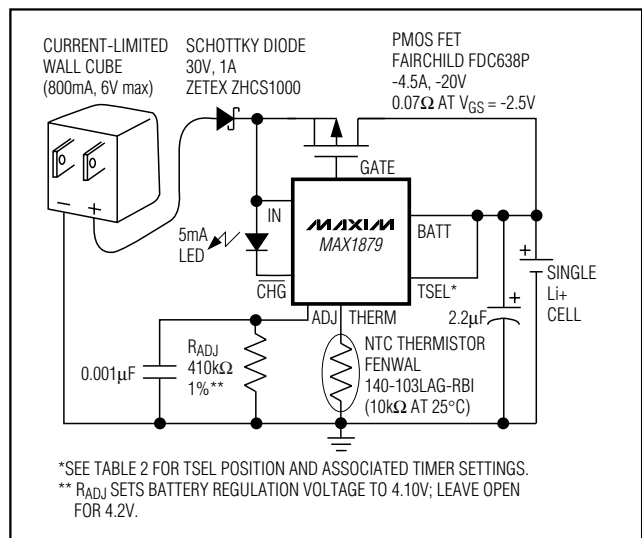 CURRENT-LIMITED
WALL CUBE
(800mA, 6V max)
SCHOTTKY DIODE
30V, 1A
ZETEX ZHCS1000
PMOS FET
FAIRCHILD FDC638P
-4.5A, -20V
0.07Ω AT VGS = -2.5V
GATE
IN
MAXIM
MAX1879
BATT
5mA
LED
CHG
TSEL*
SINGLE
Li+
CELL
ADJ
THERM
2.2µF
RADJ
410kΩ
1%**
0.001µF
NTC THERMISTOR
FENWAL
140-103LAG-RBI
(10kΩ AT 25°C)
*SEE TABLE 2 FOR TSEL POSITION AND ASSOCIATED TIMER SETTINGS.
** RADJ SETS BATTERY REGULATION VOLTAGE TO 4.10V; LEAVE OPEN
FOR 4.2V.